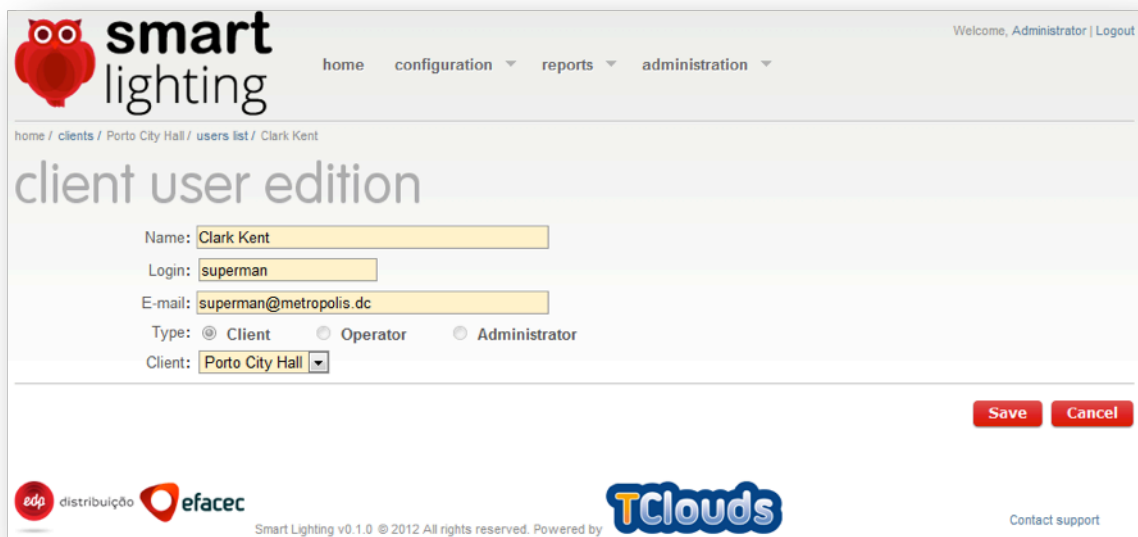 smart
lighting
Welcome, Administrator | Logout
home configuration reports administration
home / clients / Porto City Hall / users list / Clark Kent
client user edition
Name: Clark Kent
Login: superman
E-mail: superman@metropolis.dc
Type: Client Operator Administrator
Client: Porto City Hall
Save Cancel
edp distribuição efacec
Smart Lighting v0.1.0 © 2012 All rights reserved. Powered by TClouds
Contact support